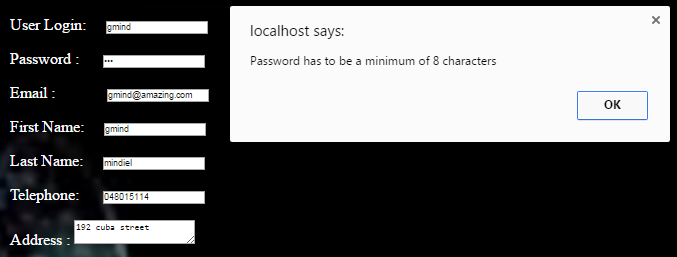 User Login: gmind
Password : •••
Email : gmind@amazing.com
First Name: gmind
Last Name: mindiel
Telephone: 048015114
Address : 192 cuba street
localhost says:
Password has to be a minimum of 8 characters
OK